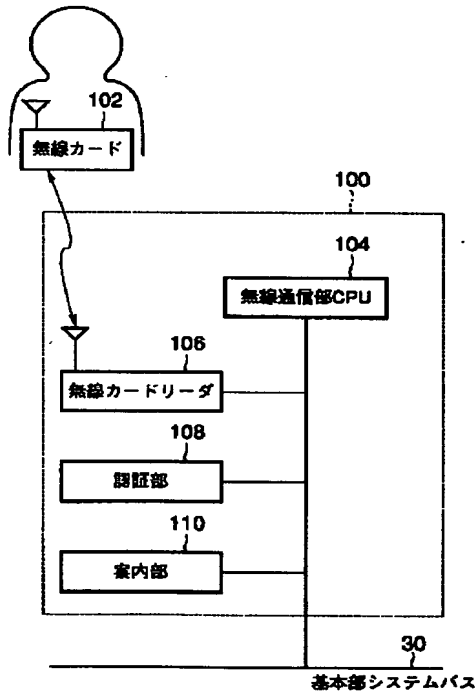 102
無線カード
100
104
無線通信部CPU
106
無線カードリーダ
108
認証部
110
案内部
30
基本部システムバス